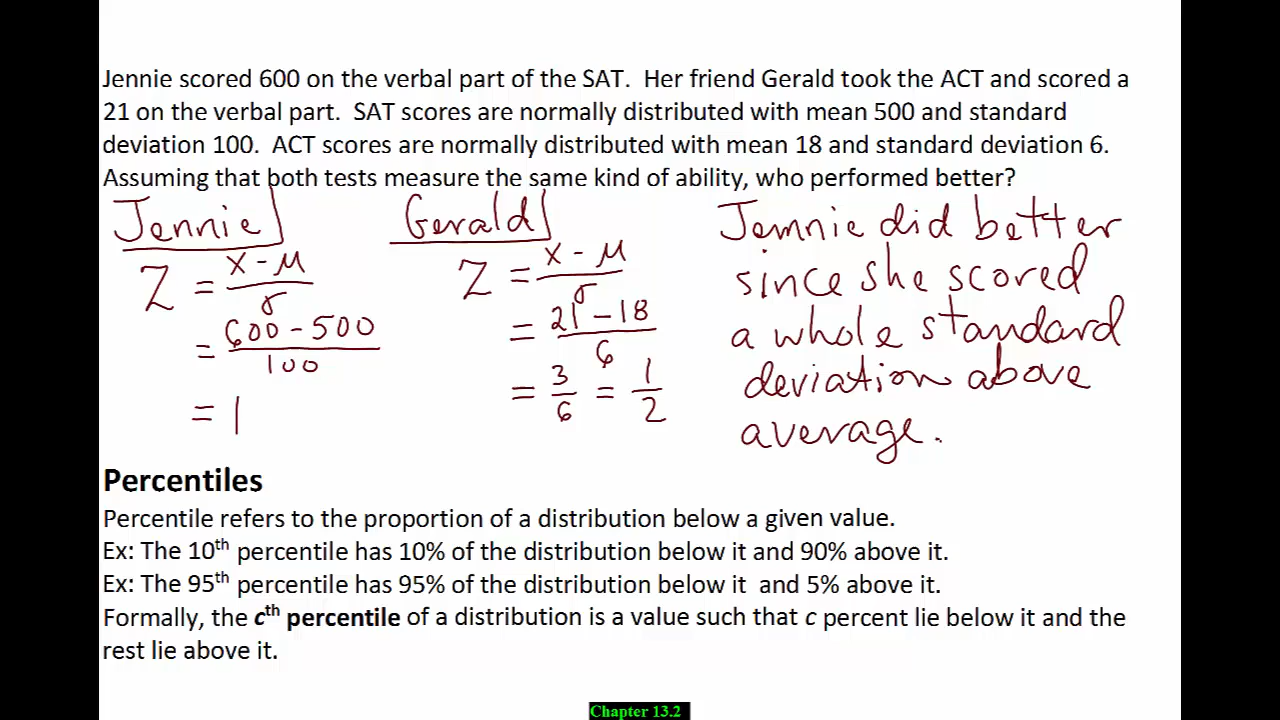 Jennie scored 600 on the verbal part of the SAT.  Her friend Gerald took the ACT and scored a
21 on the verbal part.  SAT scores are normally distributed with mean 500 and standard
deviation 100.  ACT scores are normally distributed with mean 18 and standard deviation 6.
Assuming that both tests measure the same kind of ability, who performed better?
Jennie
Z = (x - μ)/σ
= (600 - 500)/100
= 1
Gerald
Z = (x - μ)/σ
= (21 - 18)/6
= 3/6 = 1/2
Jennie did better
since she scored
a whole standard
deviation above
average.
Percentiles
Percentile refers to the proportion of a distribution below a given value.
Ex: The 10th percentile has 10% of the distribution below it and 90% above it.
Ex: The 95th percentile has 95% of the distribution below it  and 5% above it.
Formally, the cth percentile of a distribution is a value such that c percent lie below it and the
rest lie above it.
Chapter 13.2